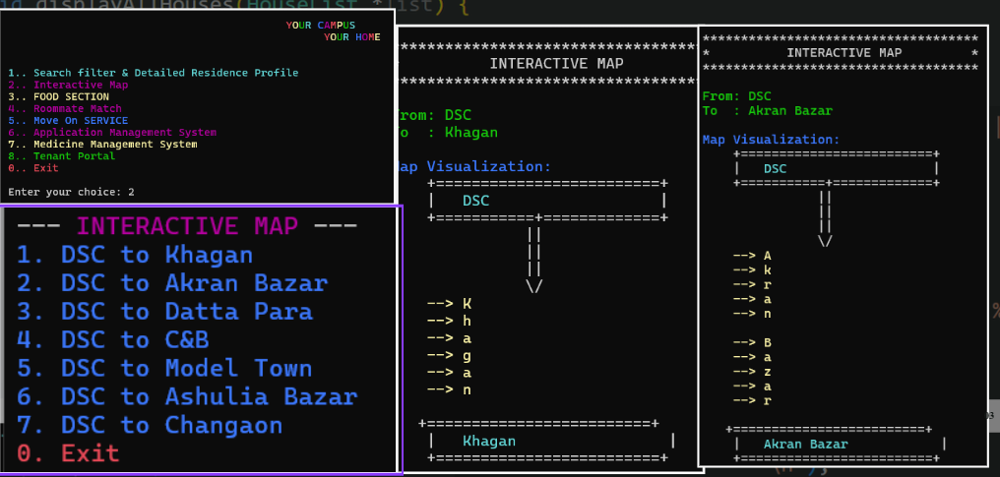 id displayAllHouses(HouseList *list) {
YOUR CAMPUS
YOUR HOME
1.. Search filter & Detailed Residence Profile
2.. Interactive Map
3.. FOOD SECTION
4.. Roommate Match
5.. Move On SERVICE
6.. Application Management System
7.. Medicine Management System
8.. Tenant Portal
0.. Exit
Enter your choice: 2
--- INTERACTIVE MAP ---
1. DSC to Khagan
2. DSC to Akran Bazar
3. DSC to Datta Para
4. DSC to C&B
5. DSC to Model Town
6. DSC to Ashulia Bazar
7. DSC to Changaon
0. Exit
***********************************
INTERACTIVE MAP
***********************************
rom: DSC
o  : Khagan
ap Visualization:
+=========================+
|   DSC                   |
+===========+=============+
||
||
||
\/
--> K
--> h
--> a
--> g
--> a
--> n
+=========================+
|   Khagan                |
+=========================+
************************************
*          INTERACTIVE MAP         *
************************************
From: DSC
To  : Akran Bazar
Map Visualization:
+=========================+
|   DSC                   |
+===========+=============+
||
||
||
\/
--> A
--> k
--> r
--> a
--> n
--> B
--> a
--> z
--> a
--> r
+=========================+
|   Akran Bazar            |
+=========================+